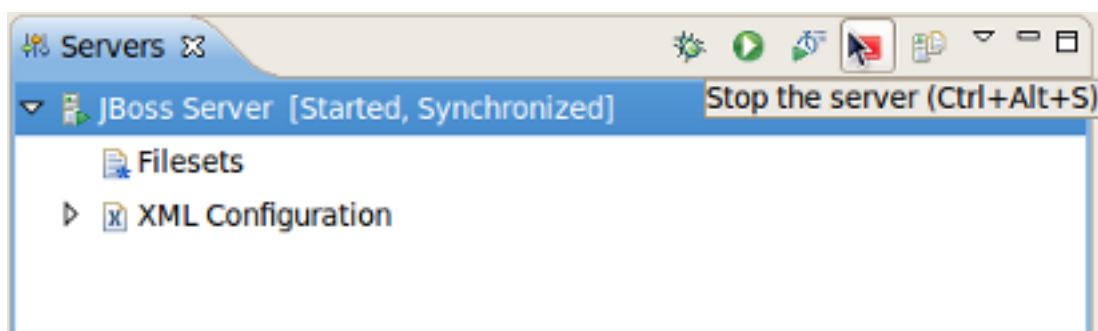 Servers
JBoss Server [Started, Synchronized]
Stop the server (Ctrl+Alt+S)
Filesets
XML Configuration